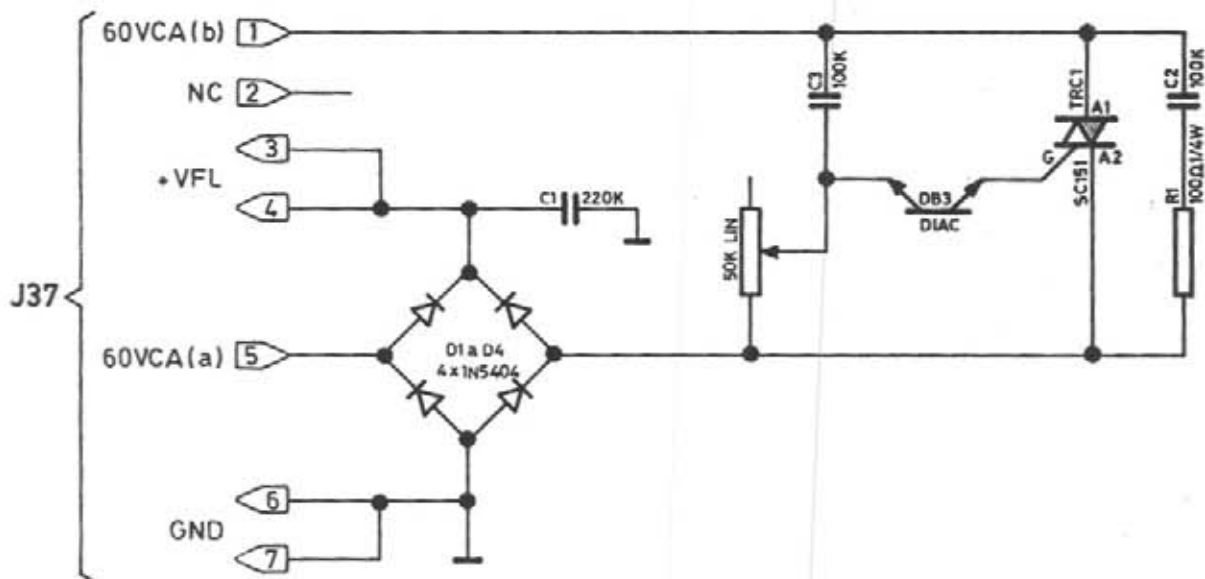 60VCA(b) 1
NC 2
3
+VFL
4
J37
60VCA(a) 5
6
GND
7
C1 220K
D1 a D4
4x1N5404
50K LIN
C3 100K
DB3
DIAC
TRC1
A1
G
A2
SC151
C2 100K
R1 100Ω1/4W